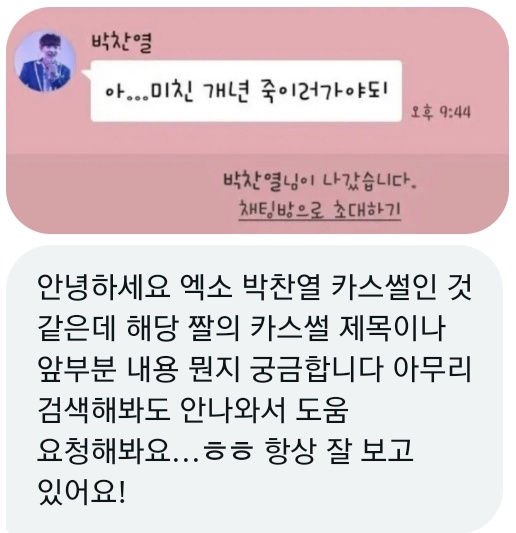 박찬열
아...미친 개년 죽이러가야되
오후 9:44
박찬열님이 나갔습니다.
채팅방으로 초대하기
안녕하세요 엑소 박찬열 카스썰인 것
같은데 해당 짤의 카스썰 제목이나
앞부분 내용 뭔지 궁금합니다 아무리
검색해봐도 안나와서 도움
요청해봐요...ㅎㅎ 항상 잘 보고
있어요!